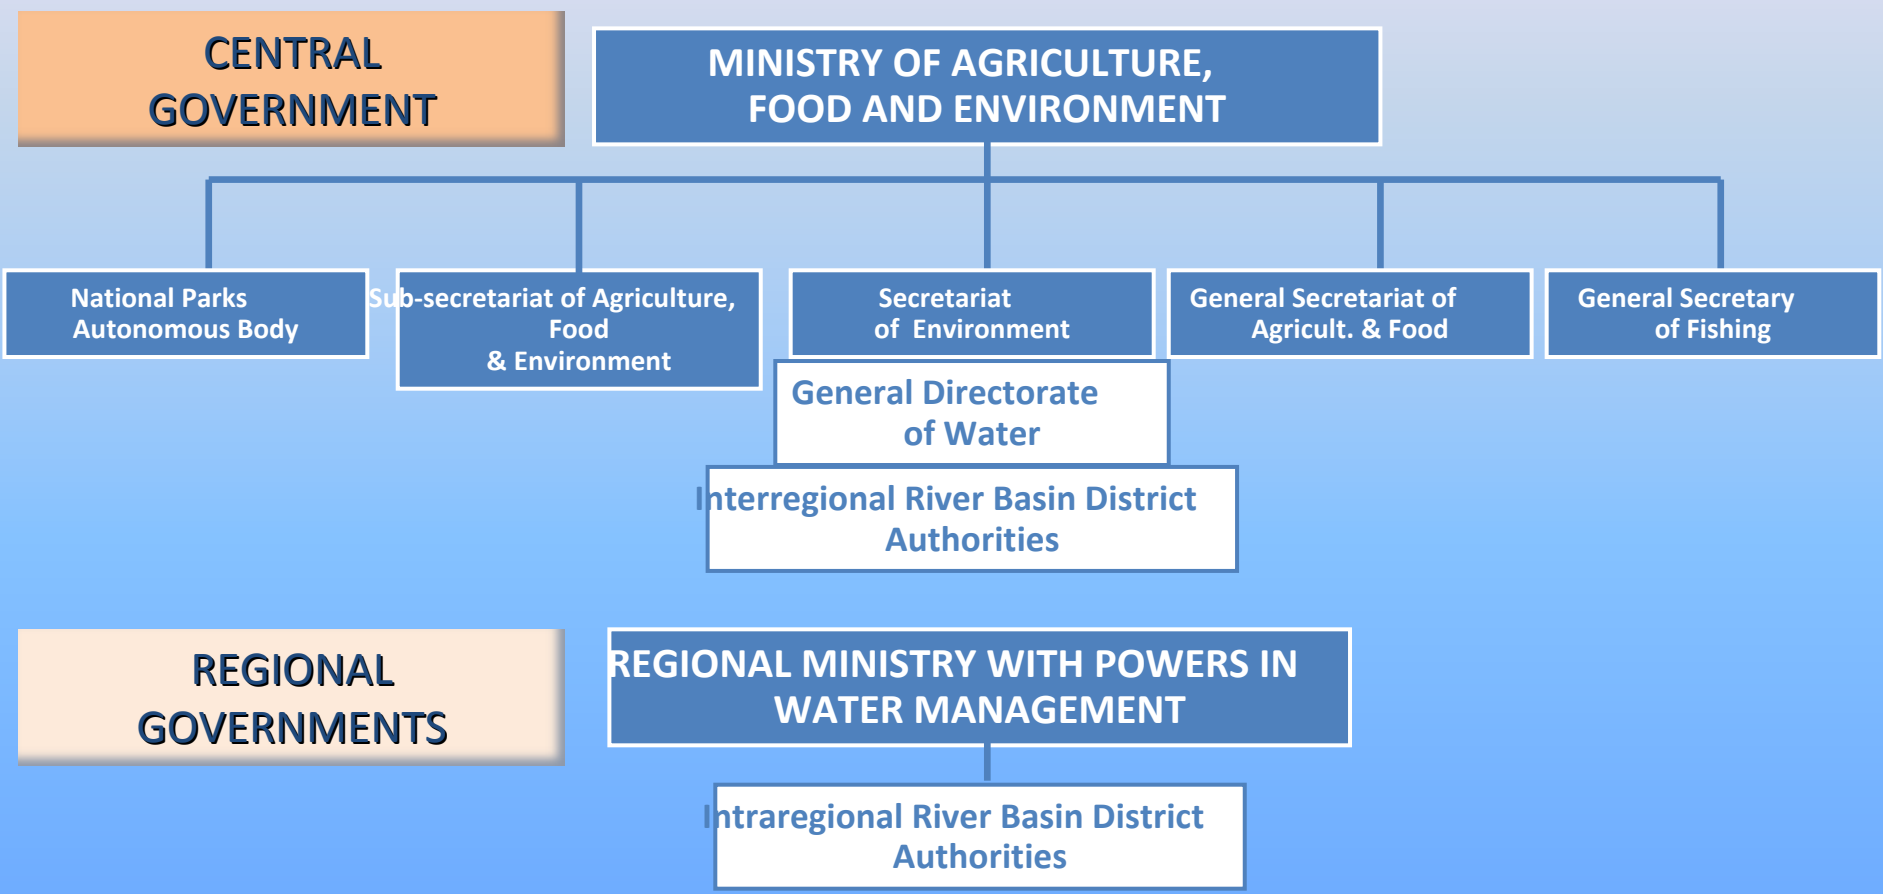 CENTRAL
GOVERNMENT
MINISTRY OF AGRICULTURE,
FOOD AND ENVIRONMENT
National Parks
Autonomous Body
Sub-secretariat of Agriculture,
Food
& Environment
Secretariat
of Environment
General Secretariat of
Agricult. & Food
General Secretary
of Fishing
General Directorate
of Water
Interregional River Basin District
Authorities
REGIONAL
GOVERNMENTS
REGIONAL MINISTRY WITH POWERS IN
WATER MANAGEMENT
Intraregional River Basin District
Authorities